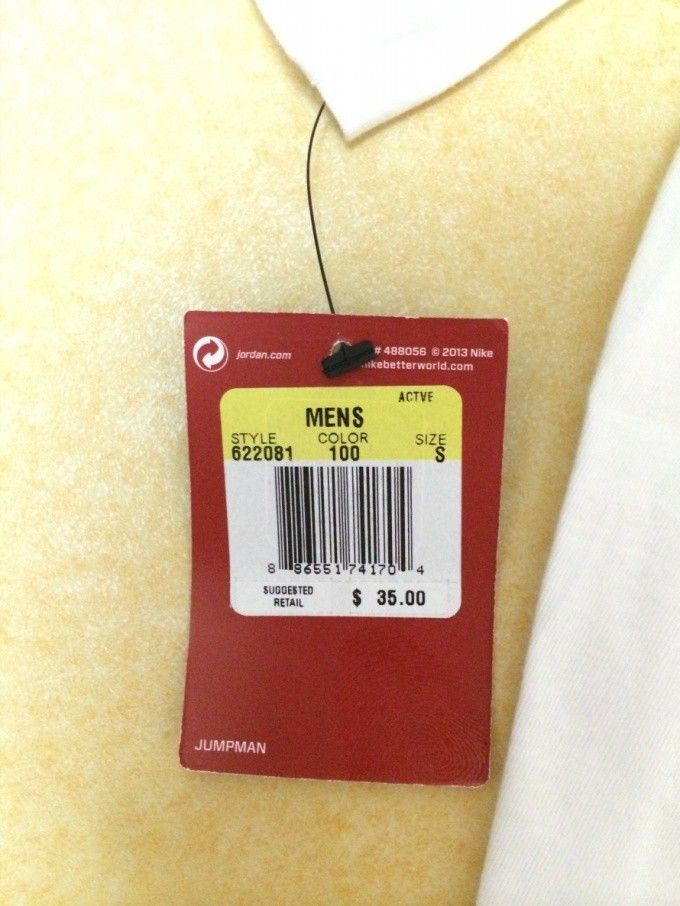 jordan.com
# 488056 © 2013 Nike
nikebetterworld.com
ACTVE
MENS
STYLE COLOR SIZE
622081 100 S
8 86551 74170 4
SUGGESTED
RETAIL
$ 35.00
JUMPMAN